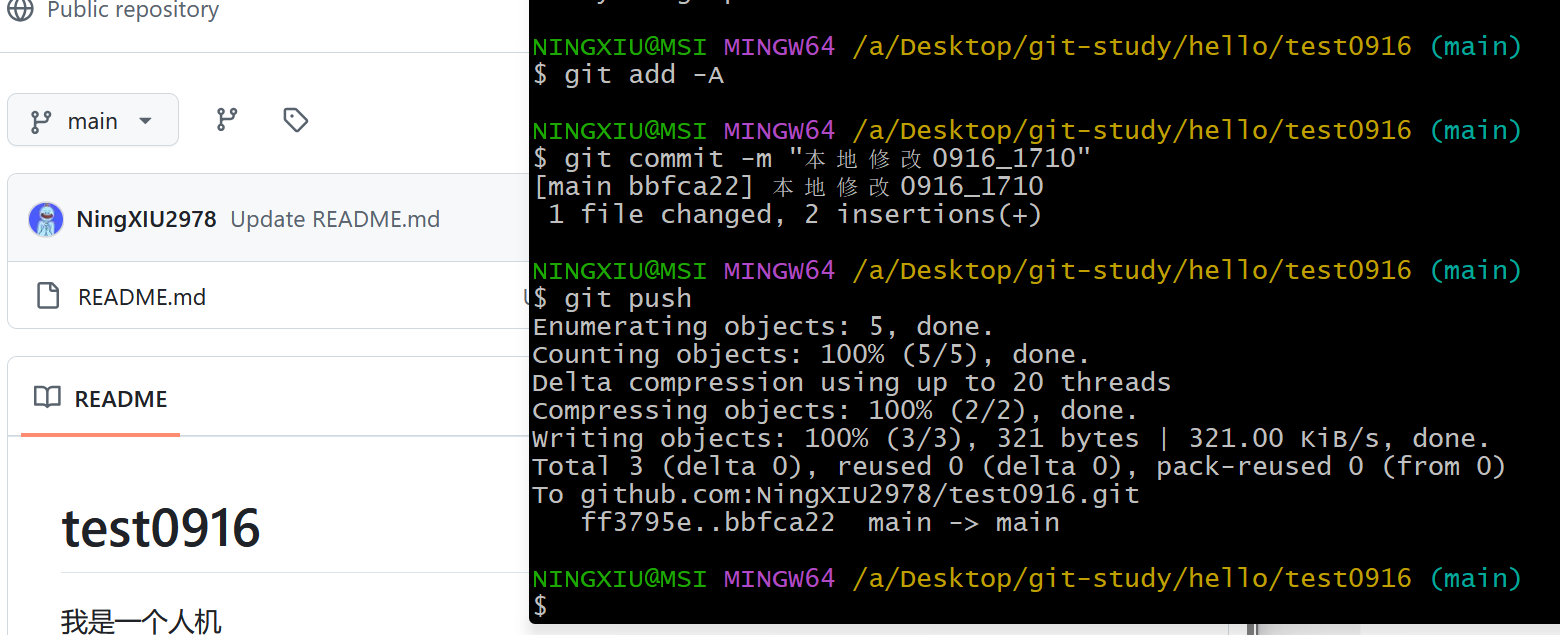 Public repository
main
NingXIU2978 Update README.md
README.md
README
test0916
我是一个人机
NINGXIU@MSI MINGW64 /a/Desktop/git-study/hello/test0916 (main)
$ git add -A
NINGXIU@MSI MINGW64 /a/Desktop/git-study/hello/test0916 (main)
$ git commit -m "本地修改0916_1710"
[main bbfca22] 本地修改0916_1710
1 file changed, 2 insertions(+)
NINGXIU@MSI MINGW64 /a/Desktop/git-study/hello/test0916 (main)
$ git push
Enumerating objects: 5, done.
Counting objects: 100% (5/5), done.
Delta compression using up to 20 threads
Compressing objects: 100% (2/2), done.
Writing objects: 100% (3/3), 321 bytes | 321.00 KiB/s, done.
Total 3 (delta 0), reused 0 (delta 0), pack-reused 0 (from 0)
To github.com:NingXIU2978/test0916.git
ff3795e..bbfca22 main -> main
NINGXIU@MSI MINGW64 /a/Desktop/git-study/hello/test0916 (main)
$